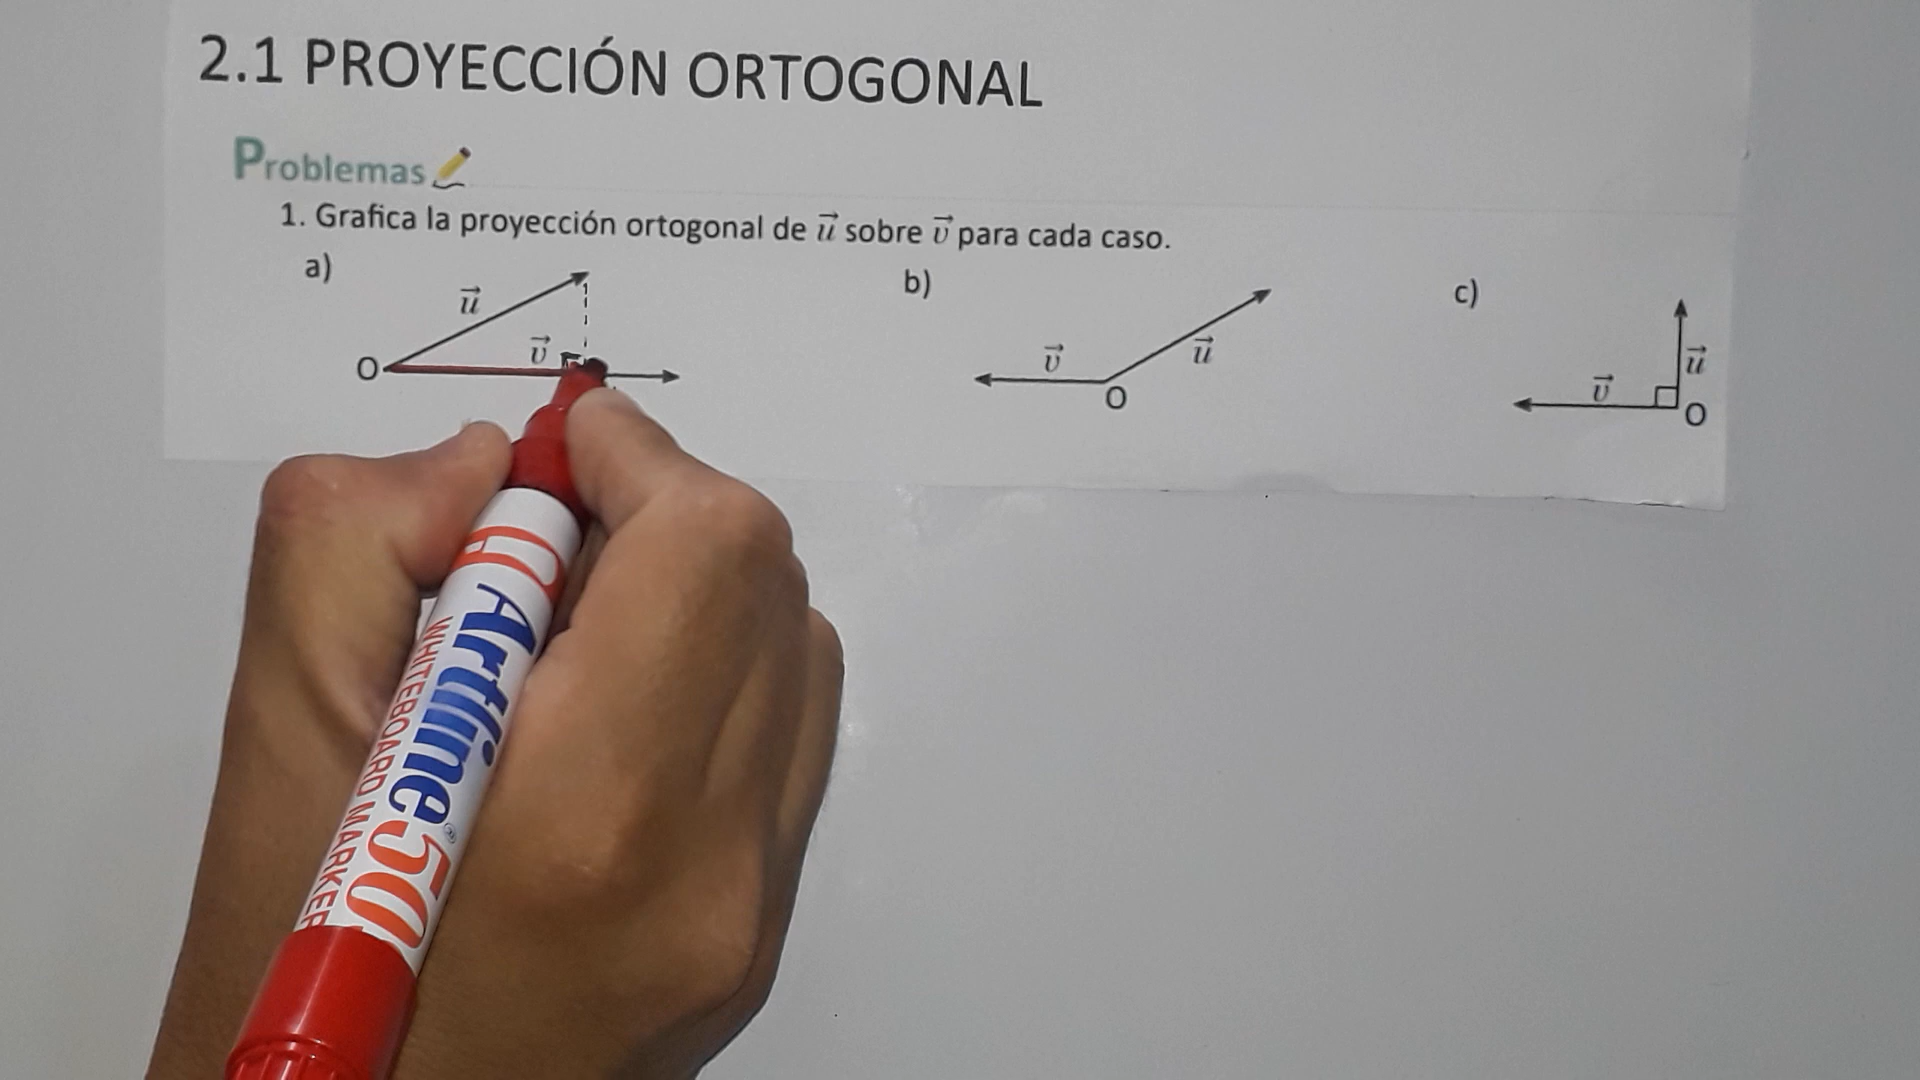 2.1 PROYECCIÓN ORTOGONAL
Problemas
1. Grafica la proyección ortogonal de u⃗ sobre v⃗ para cada caso.
a)
u⃗
v⃗
O
b)
v⃗
u⃗
O
c)
u⃗
v⃗
O
Artline® 50
WHITEBOARD MARKER